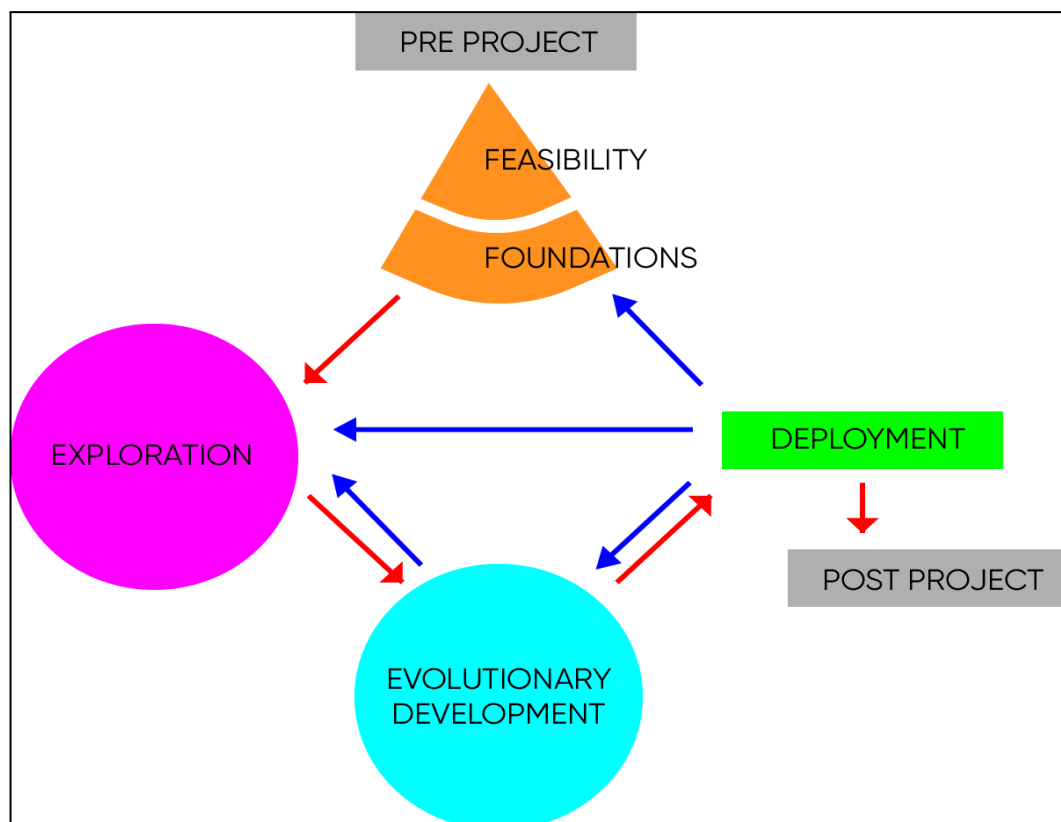 PRE PROJECT
FEASIBILITY
FOUNDATIONS
EXPLORATION
DEPLOYMENT
POST PROJECT
EVOLUTIONARY
DEVELOPMENT